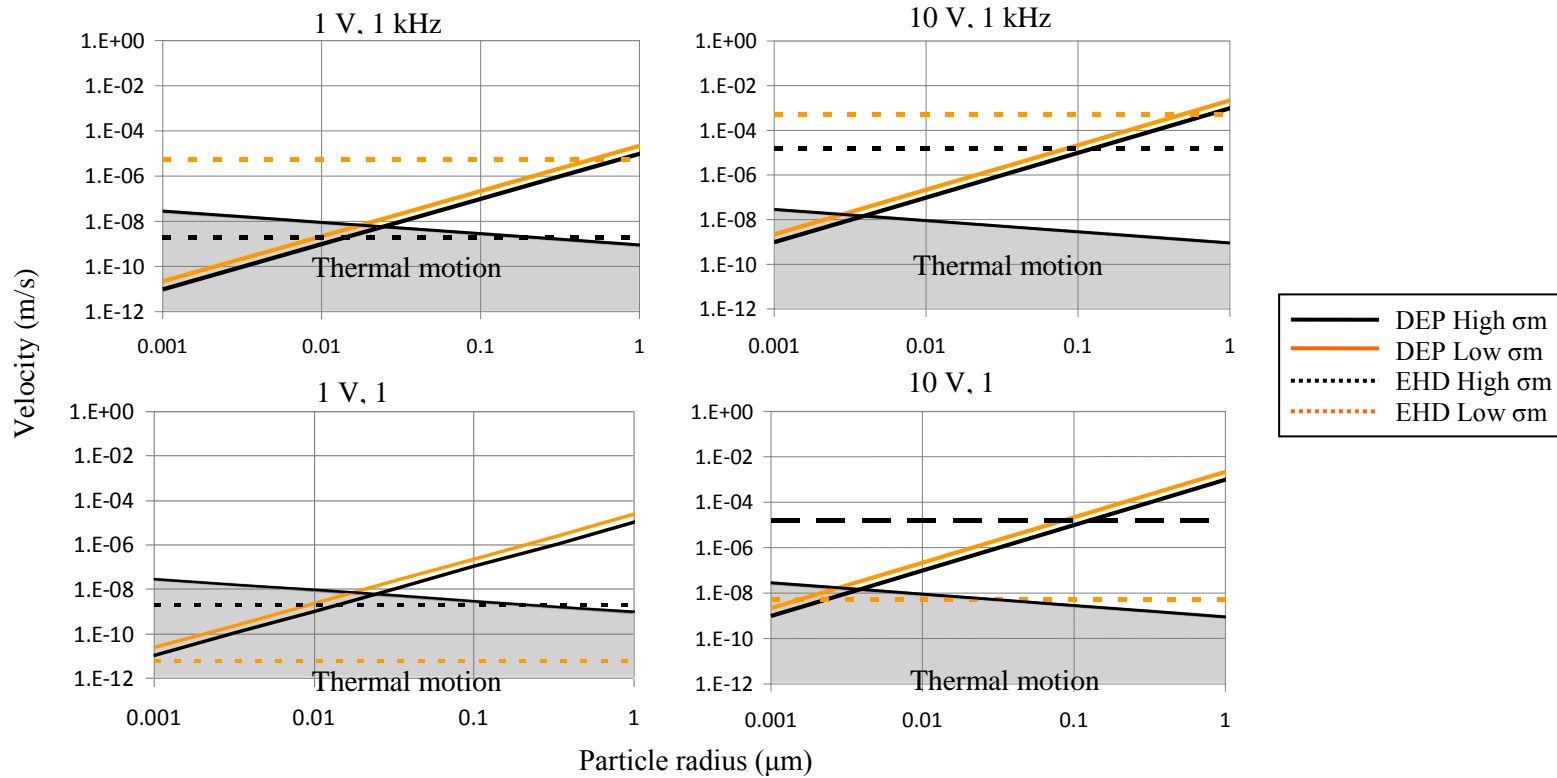 1 V, 1 kHz
1.E+00
1.E-02
1.E-04
1.E-06
1.E-08
1.E-10
1.E-12
Thermal motion
0.001 0.01 0.1 1
10 V, 1 kHz
1.E+00
1.E-02
1.E-04
1.E-06
1.E-08
1.E-10
1.E-12
Thermal motion
0.001 0.01 0.1 1
Velocity (m/s)
1 V, 1
1.E+00
1.E-02
1.E-04
1.E-06
1.E-08
1.E-10
1.E-12
Thermal motion
0.001 0.01 0.1 1
10 V, 1
1.E+00
1.E-02
1.E-04
1.E-06
1.E-08
1.E-10
1.E-12
Thermal motion
0.001 0.01 0.1 1
Particle radius (μm)
DEP High σm
DEP Low σm
EHD High σm
EHD Low σm